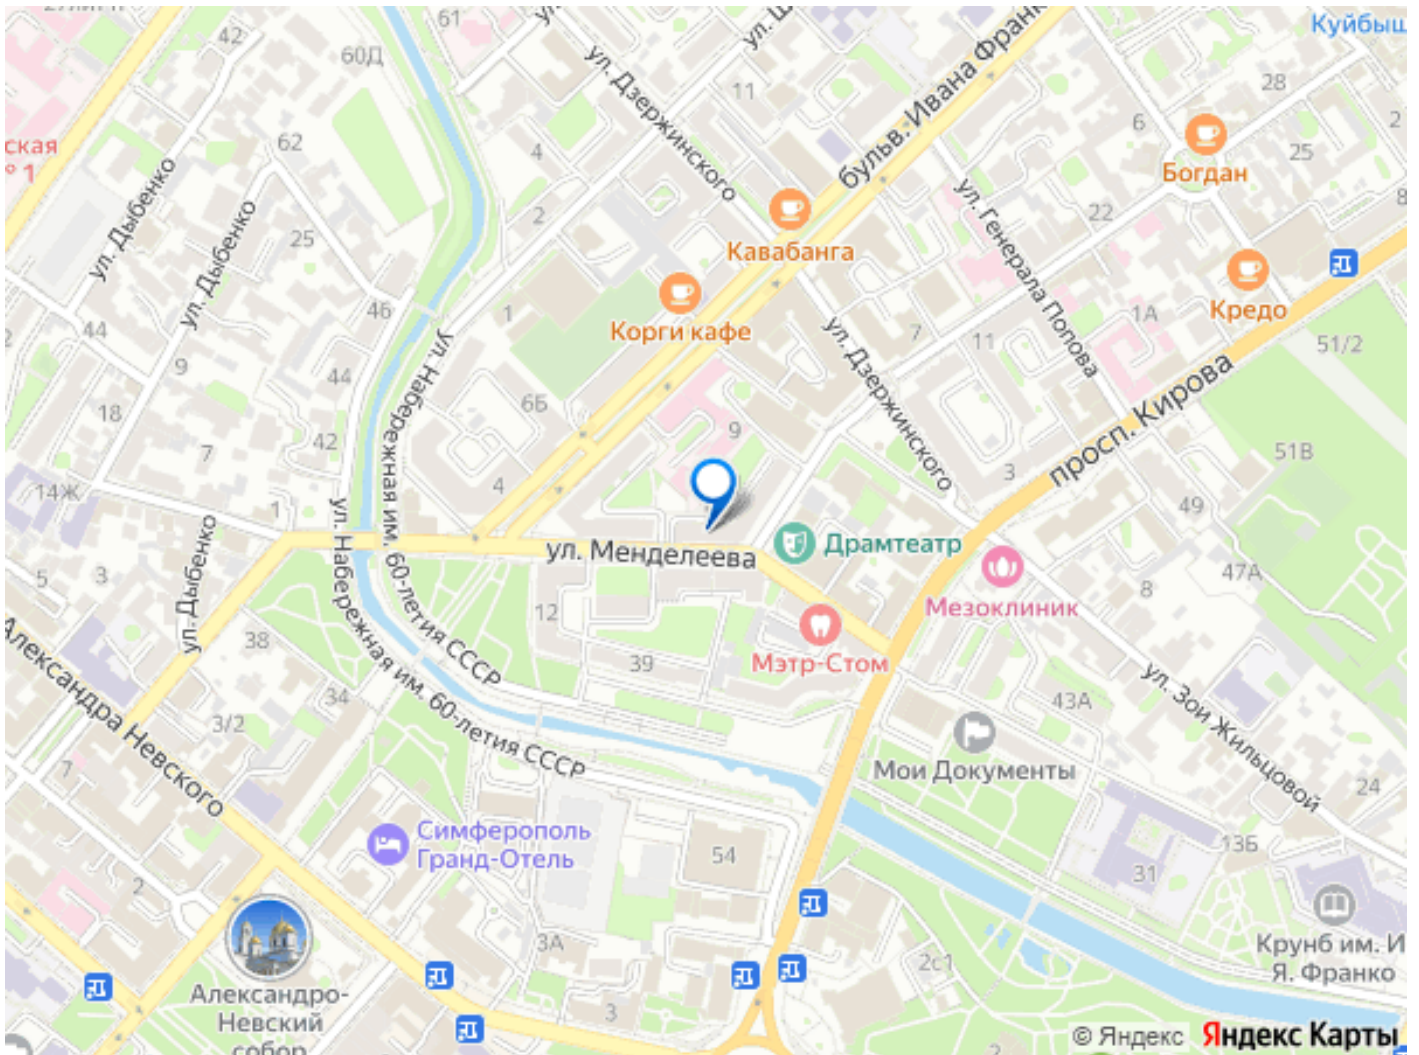 61
42
60Д
ул. Дзержинского
11
бульв. Иванa Франк
Куйбыш
28
2
6
25
Богдан
62
4
ская
° 1
ул. Дыбенко
ул. Дыбенко
25
2
Кавабанга
ул. Генерала Попова
22
8
Кредо
46
1
Корги кафе
ул. Дзержинского
7
11
1А
51/2
44
9
44
ул. Набережная им. 60-летия СССР
6Б
9
просп. Кирова
18
42
7
51В
3
14Ж
1
4
49
ул. Дыбенко
ул. Набережная им. 60-летия СССР
ул. Менделеева
Драмтеатр
Мезоклиник
47А
8
5
3
12
38
39
Мэтр-Стом
Александра Невского
34
3/2
43А
ул. Зои Жильцовой
Мои Документы
7
24
Симферополь
Гранд-Отель
54
13Б
31
2
3А
2с1
Крунб им. И
Я. Франко
Александро-
Невский
собор
3
2
© Яндекс Яндекс Карты